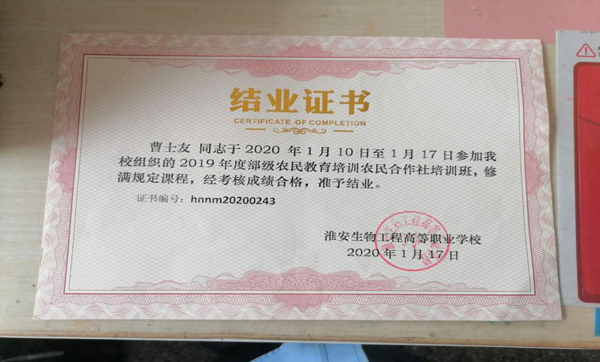 结业证书
CERTIFICATE OF COMPLETION
曹士友 同志于 2020 年 1 月 10 日至 1 月 17 日参加我
校组织的 2019 年度部级农民教育培训农民合作社培训班，修
满规定课程，经考核成绩合格，准予结业。
证书编号：hnnm20200243
淮安生物工程高等职业学校
2020 年 1 月 17 日